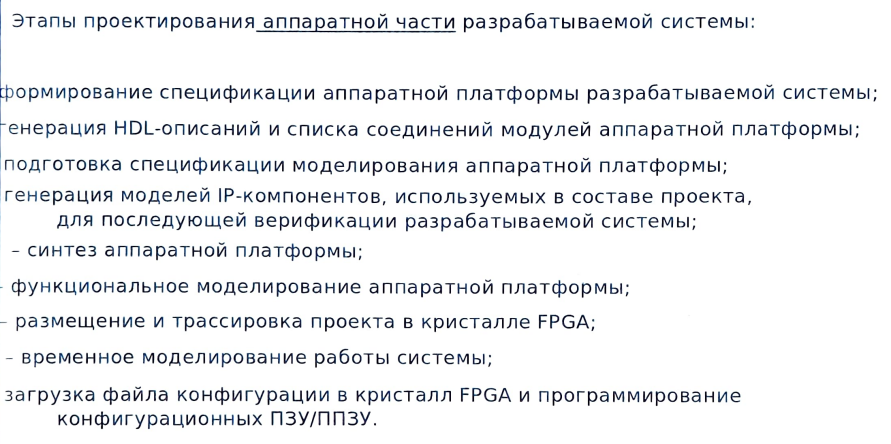 Этапы проектирования аппаратной части разрабатываемой системы:
формирование спецификации аппаратной платформы разрабатываемой системы;
генерация HDL-описаний и списка соединений модулей аппаратной платформы;
подготовка спецификации моделирования аппаратной платформы;
генерация моделей IP-компонентов, используемых в составе проекта,
для последующей верификации разрабатываемой системы;
– синтез аппаратной платформы;
– функциональное моделирование аппаратной платформы;
– размещение и трассировка проекта в кристалле FPGA;
– временное моделирование работы системы;
загрузка файла конфигурации в кристалл FPGA и программирование
конфигурационных ПЗУ/ППЗУ.